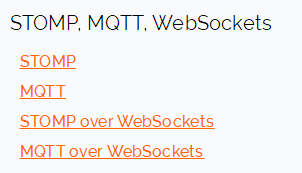 STOMP, MQTT, WebSockets
STOMP
MQTT
STOMP over WebSockets
MQTT over WebSockets